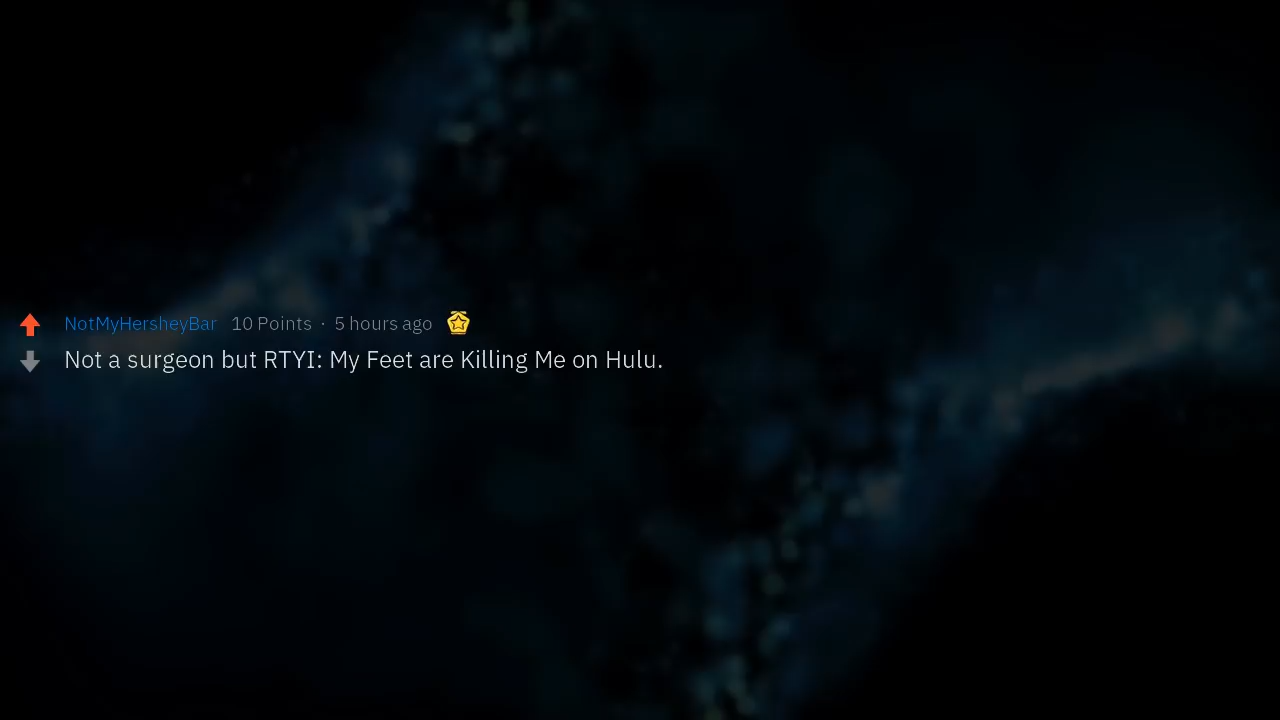 NotMyHersheyBar 10 Points · 5 hours ago
Not a surgeon but RTYI: My Feet are Killing Me on Hulu.